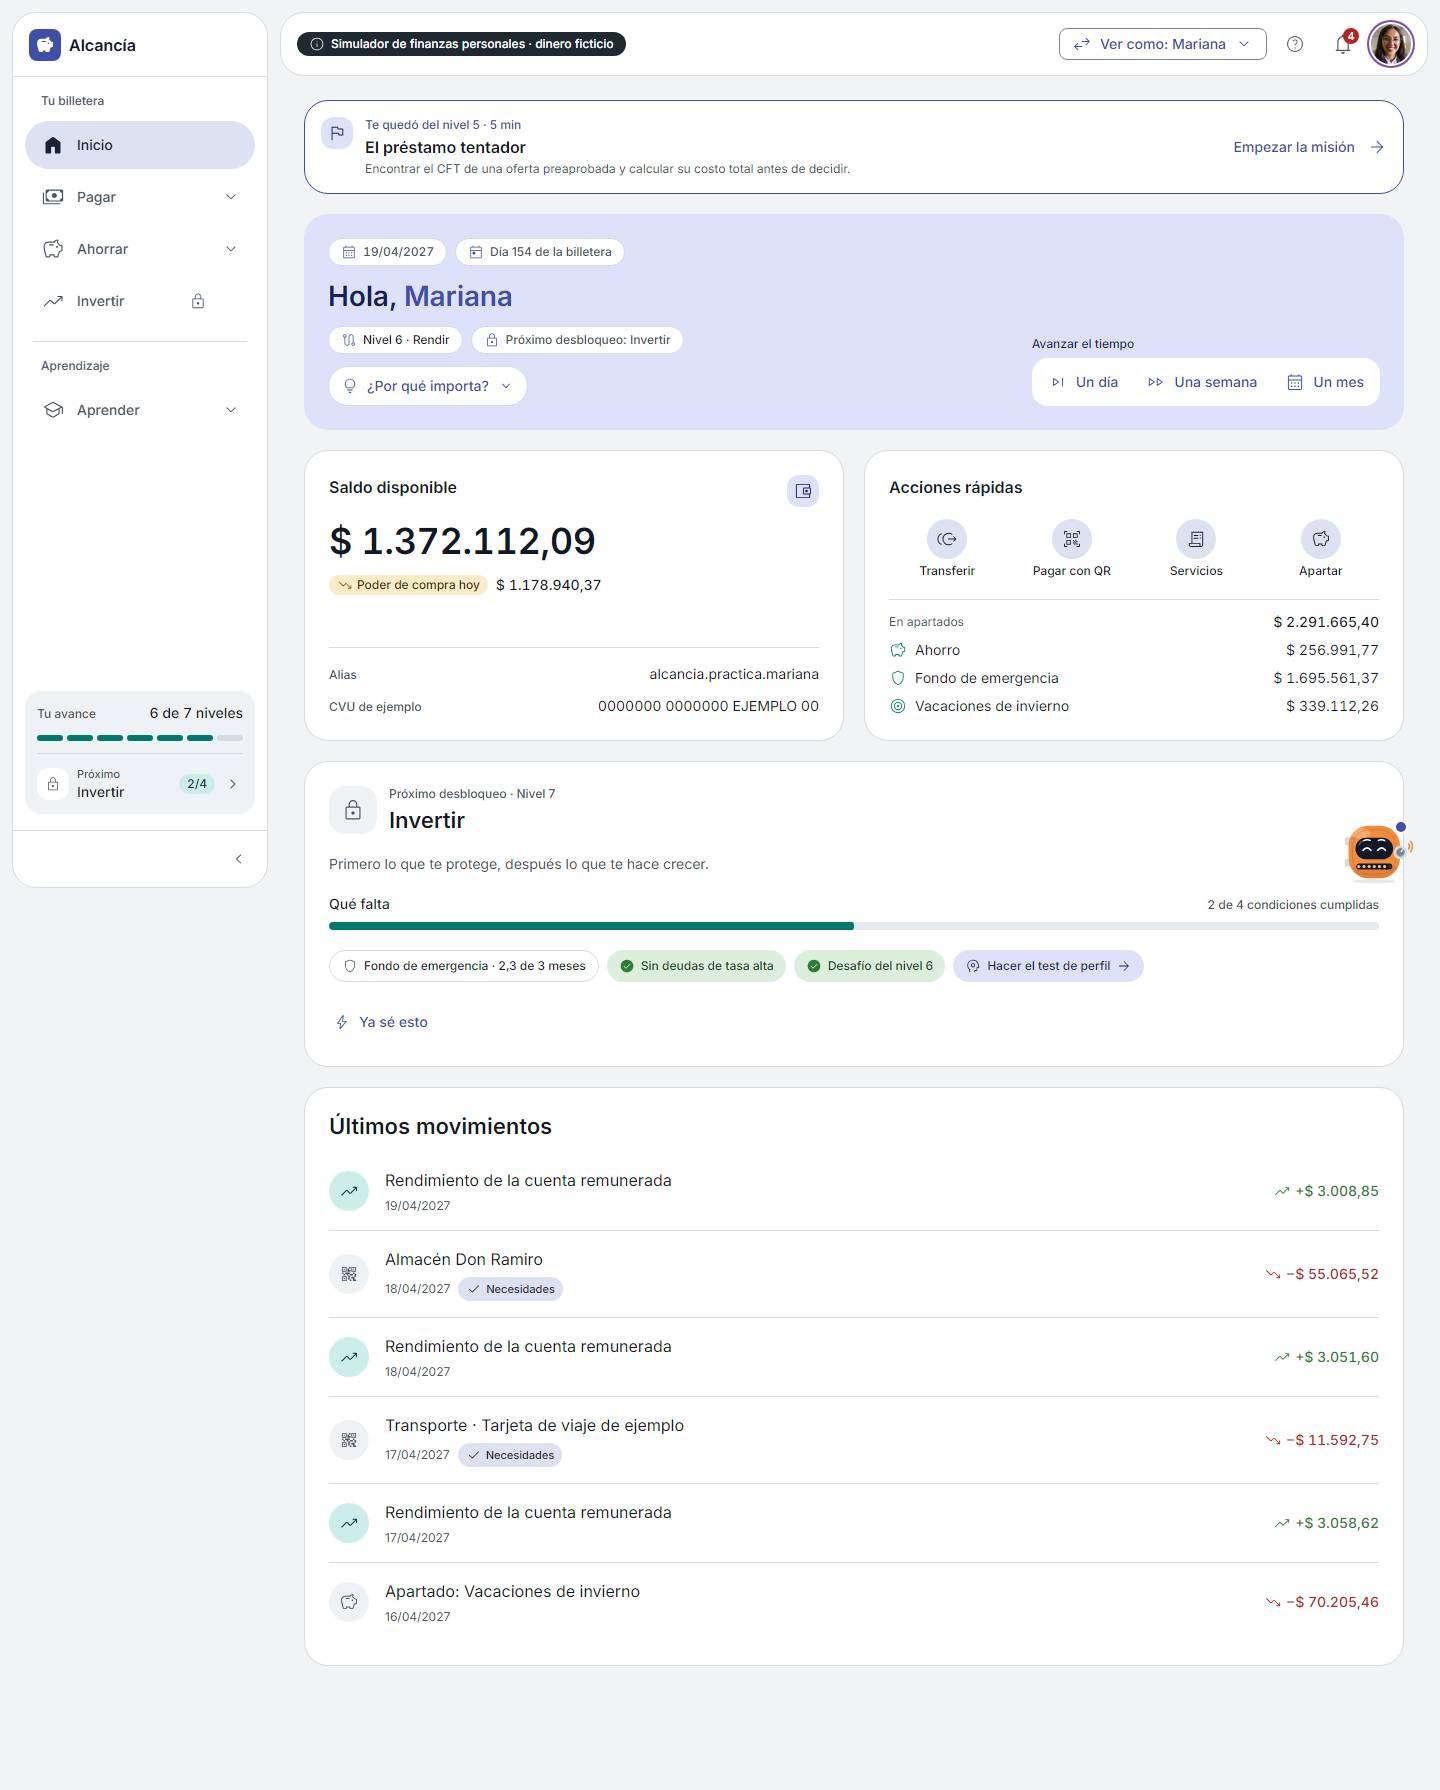 Alcancía
Tu billetera
Inicio
Pagar
Ahorrar
Invertir
Aprendizaje
Aprender
Tu avance
6 de 7 niveles
Próximo
Invertir
2/4
Simulador de finanzas personales · dinero ficticio
Ver como: Mariana
4
Te quedó del nivel 5 · 5 min
El préstamo tentador
Encontrar el CFT de una oferta preaprobada y calcular su costo total antes de decidir.
Empezar la misión
19/04/2027
Día 154 de la billetera
Hola, Mariana
Nivel 6 · Rendir
Próximo desbloqueo: Invertir
¿Por qué importa?
Avanzar el tiempo
Un día
Una semana
Un mes
Saldo disponible
$ 1.372.112,09
Poder de compra hoy
$ 1.178.940,37
Alias
alcancia.practica.mariana
CVU de ejemplo
0000000 0000000 EJEMPLO 00
Acciones rápidas
Transferir
Pagar con QR
Servicios
Apartar
En apartados
$ 2.291.665,40
Ahorro
$ 256.991,77
Fondo de emergencia
$ 1.695.561,37
Vacaciones de invierno
$ 339.112,26
Próximo desbloqueo · Nivel 7
Invertir
Primero lo que te protege, después lo que te hace crecer.
Qué falta
2 de 4 condiciones cumplidas
Fondo de emergencia · 2,3 de 3 meses
Sin deudas de tasa alta
Desafío del nivel 6
Hacer el test de perfil
Ya sé esto
Últimos movimientos
Rendimiento de la cuenta remunerada
19/04/2027
+$ 3.008,85
Almacén Don Ramiro
18/04/2027
Necesidades
−$ 55.065,52
Rendimiento de la cuenta remunerada
18/04/2027
+$ 3.051,60
Transporte · Tarjeta de viaje de ejemplo
17/04/2027
Necesidades
−$ 11.592,75
Rendimiento de la cuenta remunerada
17/04/2027
+$ 3.058,62
Apartado: Vacaciones de invierno
16/04/2027
−$ 70.205,46